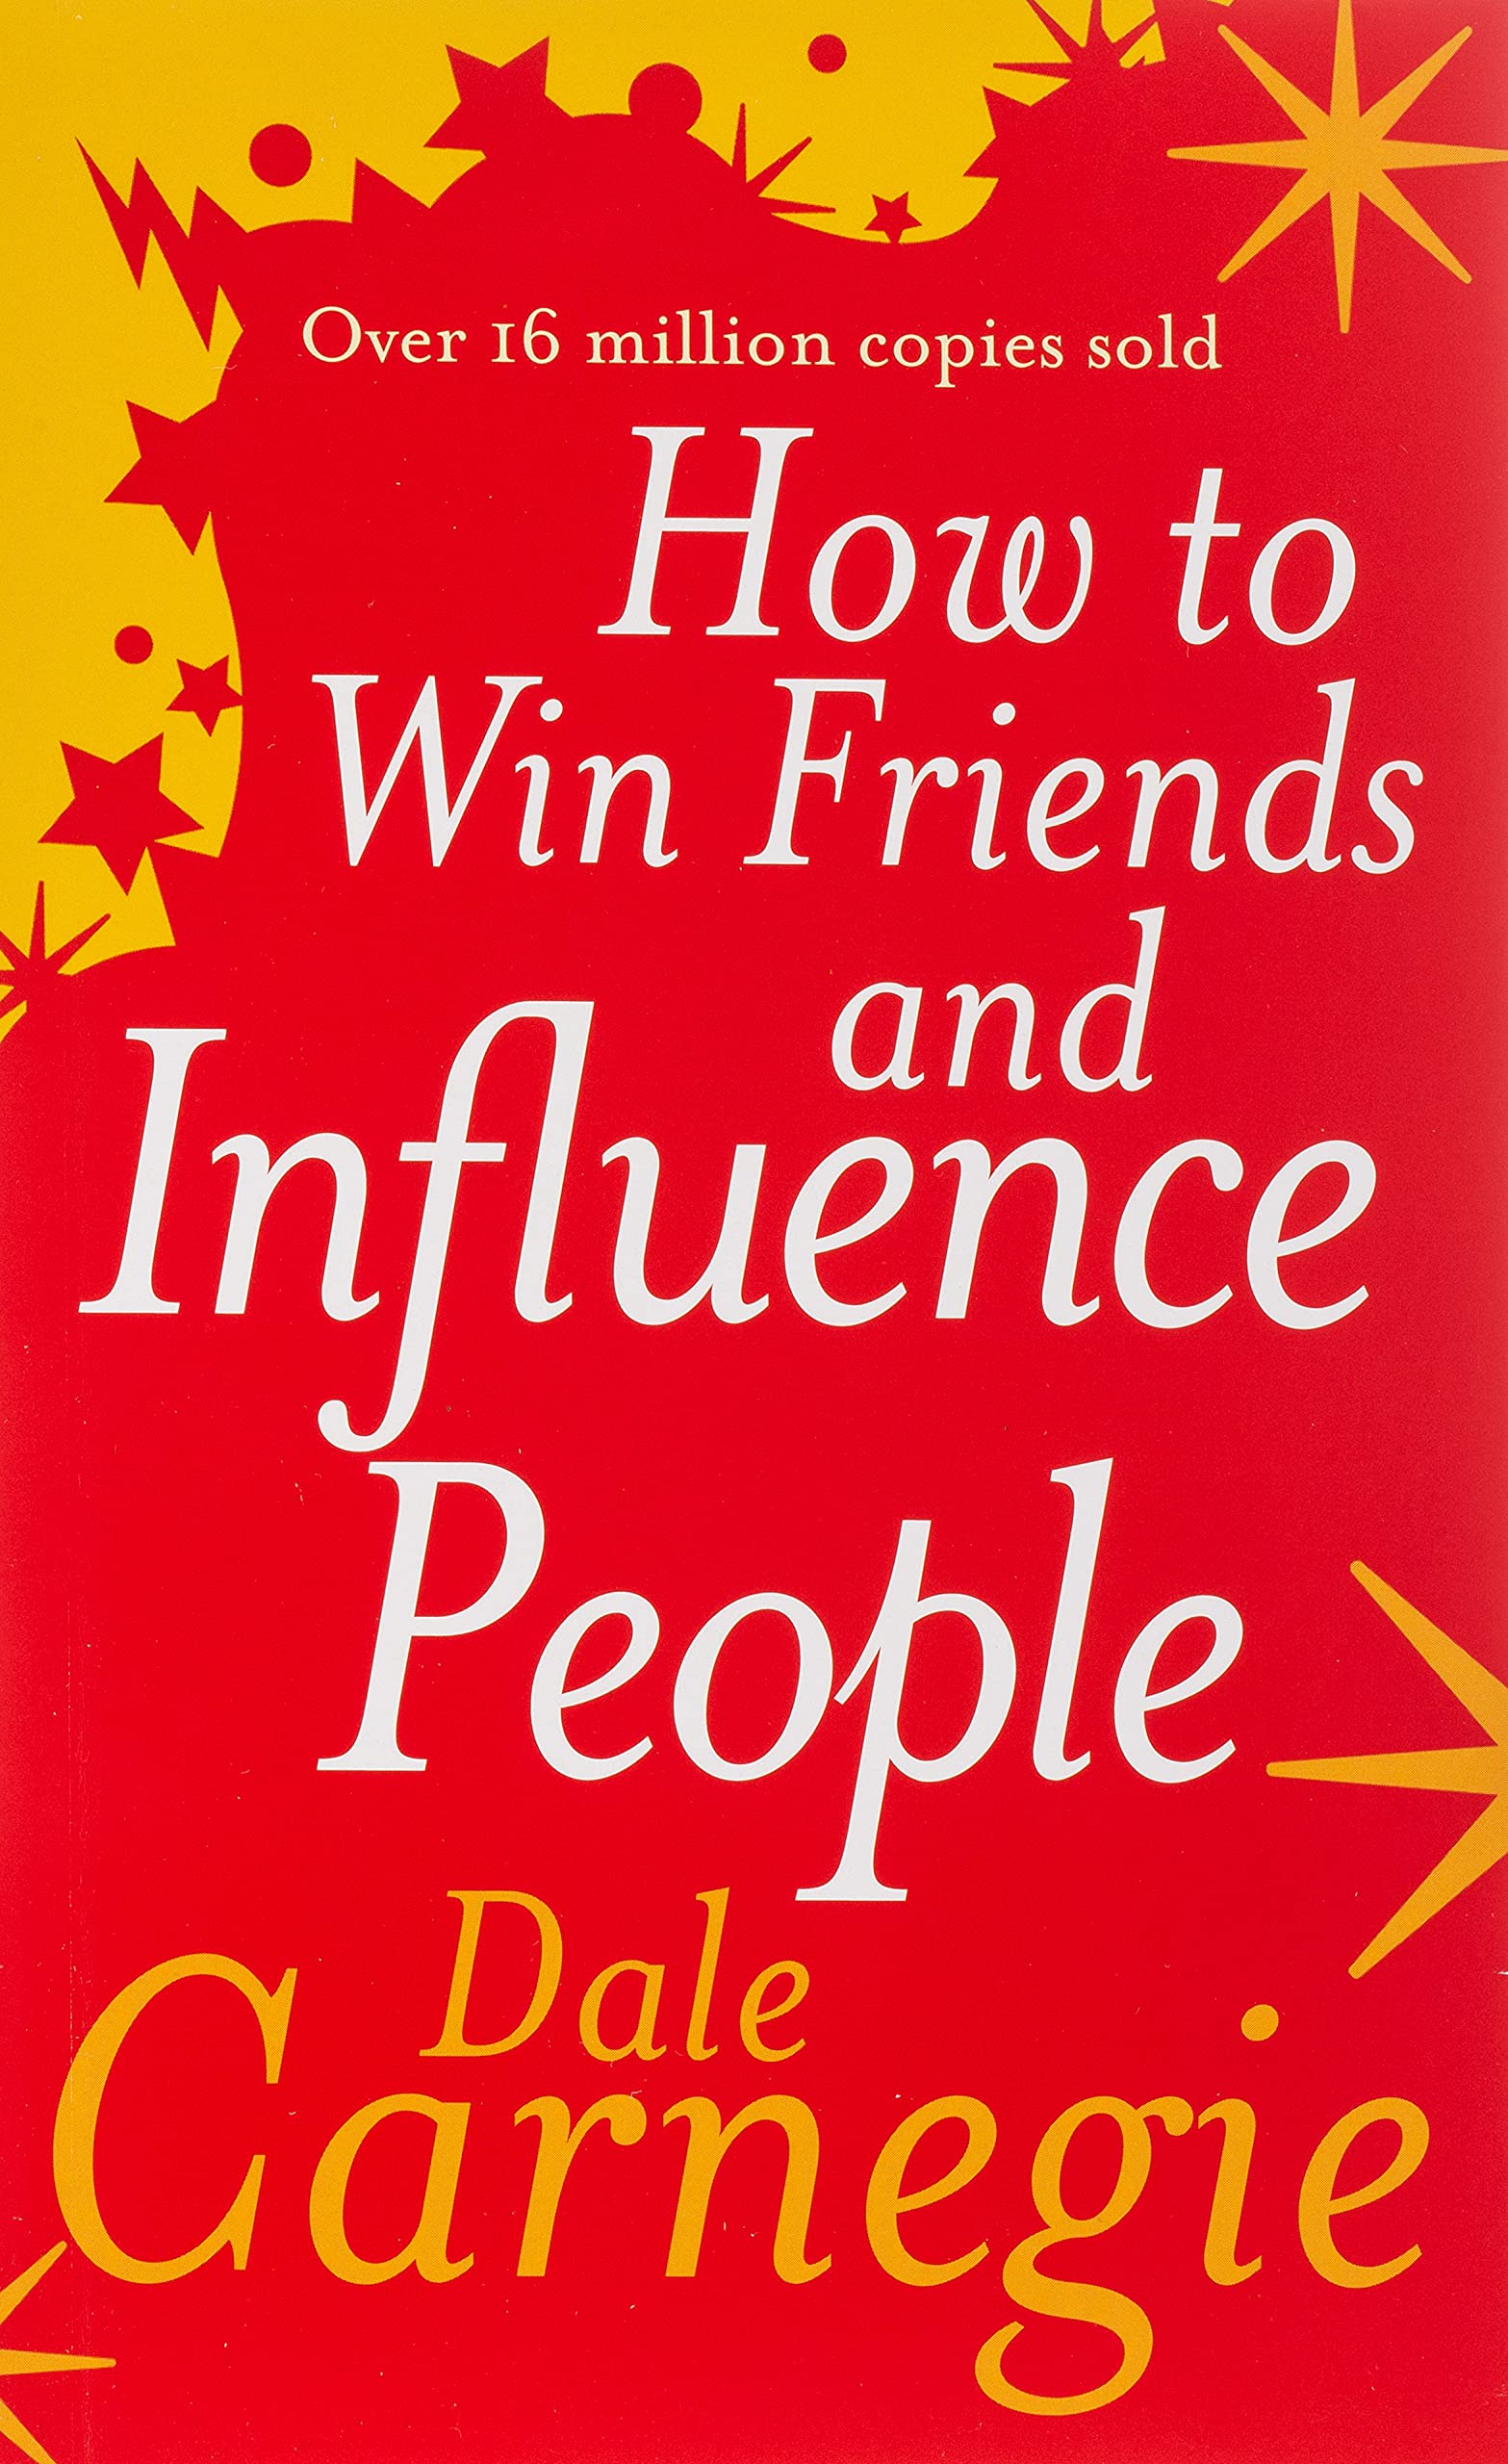 Over 16 million copies sold
How to
Win Friends
and
Influence
People
Dale
Carnegie